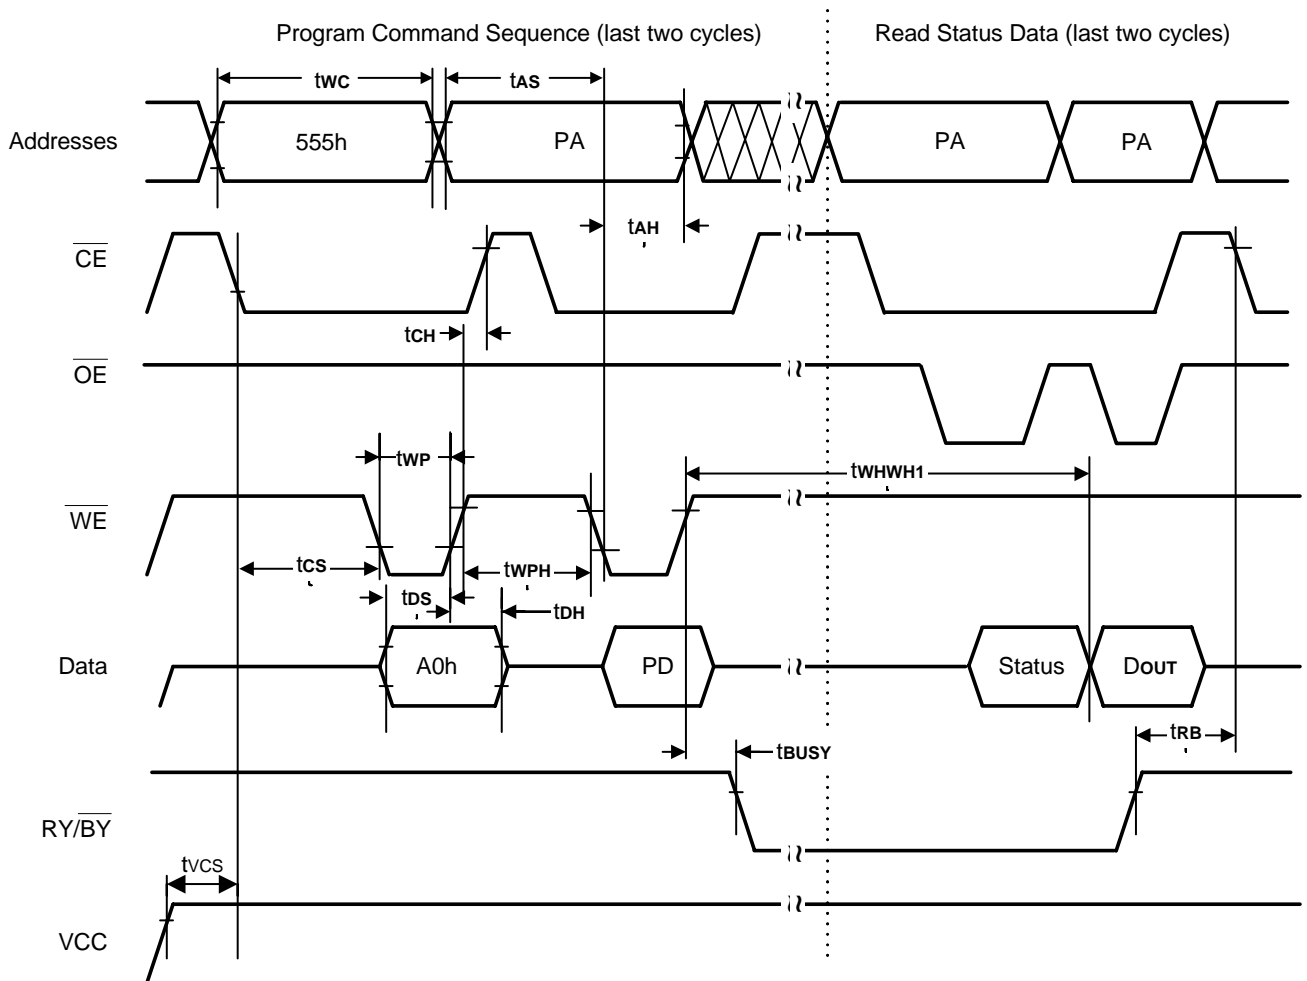 Program Command Sequence (last two cycles) Read Status Data (last two cycles)
tWC tAS
Addresses 555h PA PA PA
tAH
CE
tCH
OE
tWP tWHWH1
WE
tCS tWPH
tDS tDH
Data A0h PD Status DOUT
tBUSY tRB
RY/BY
tVCS
VCC